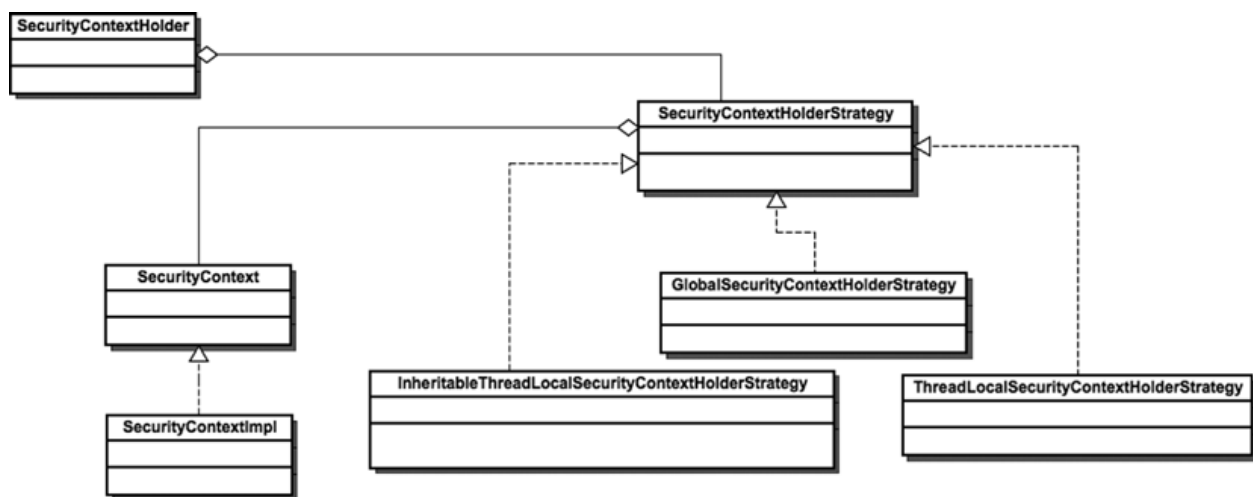 SecurityContextHolder
SecurityContextHolderStrategy
SecurityContext
GlobalSecurityContextHolderStrategy
InheritableThreadLocalSecurityContextHolderStrategy
ThreadLocalSecurityContextHolderStrategy
SecurityContextImpl